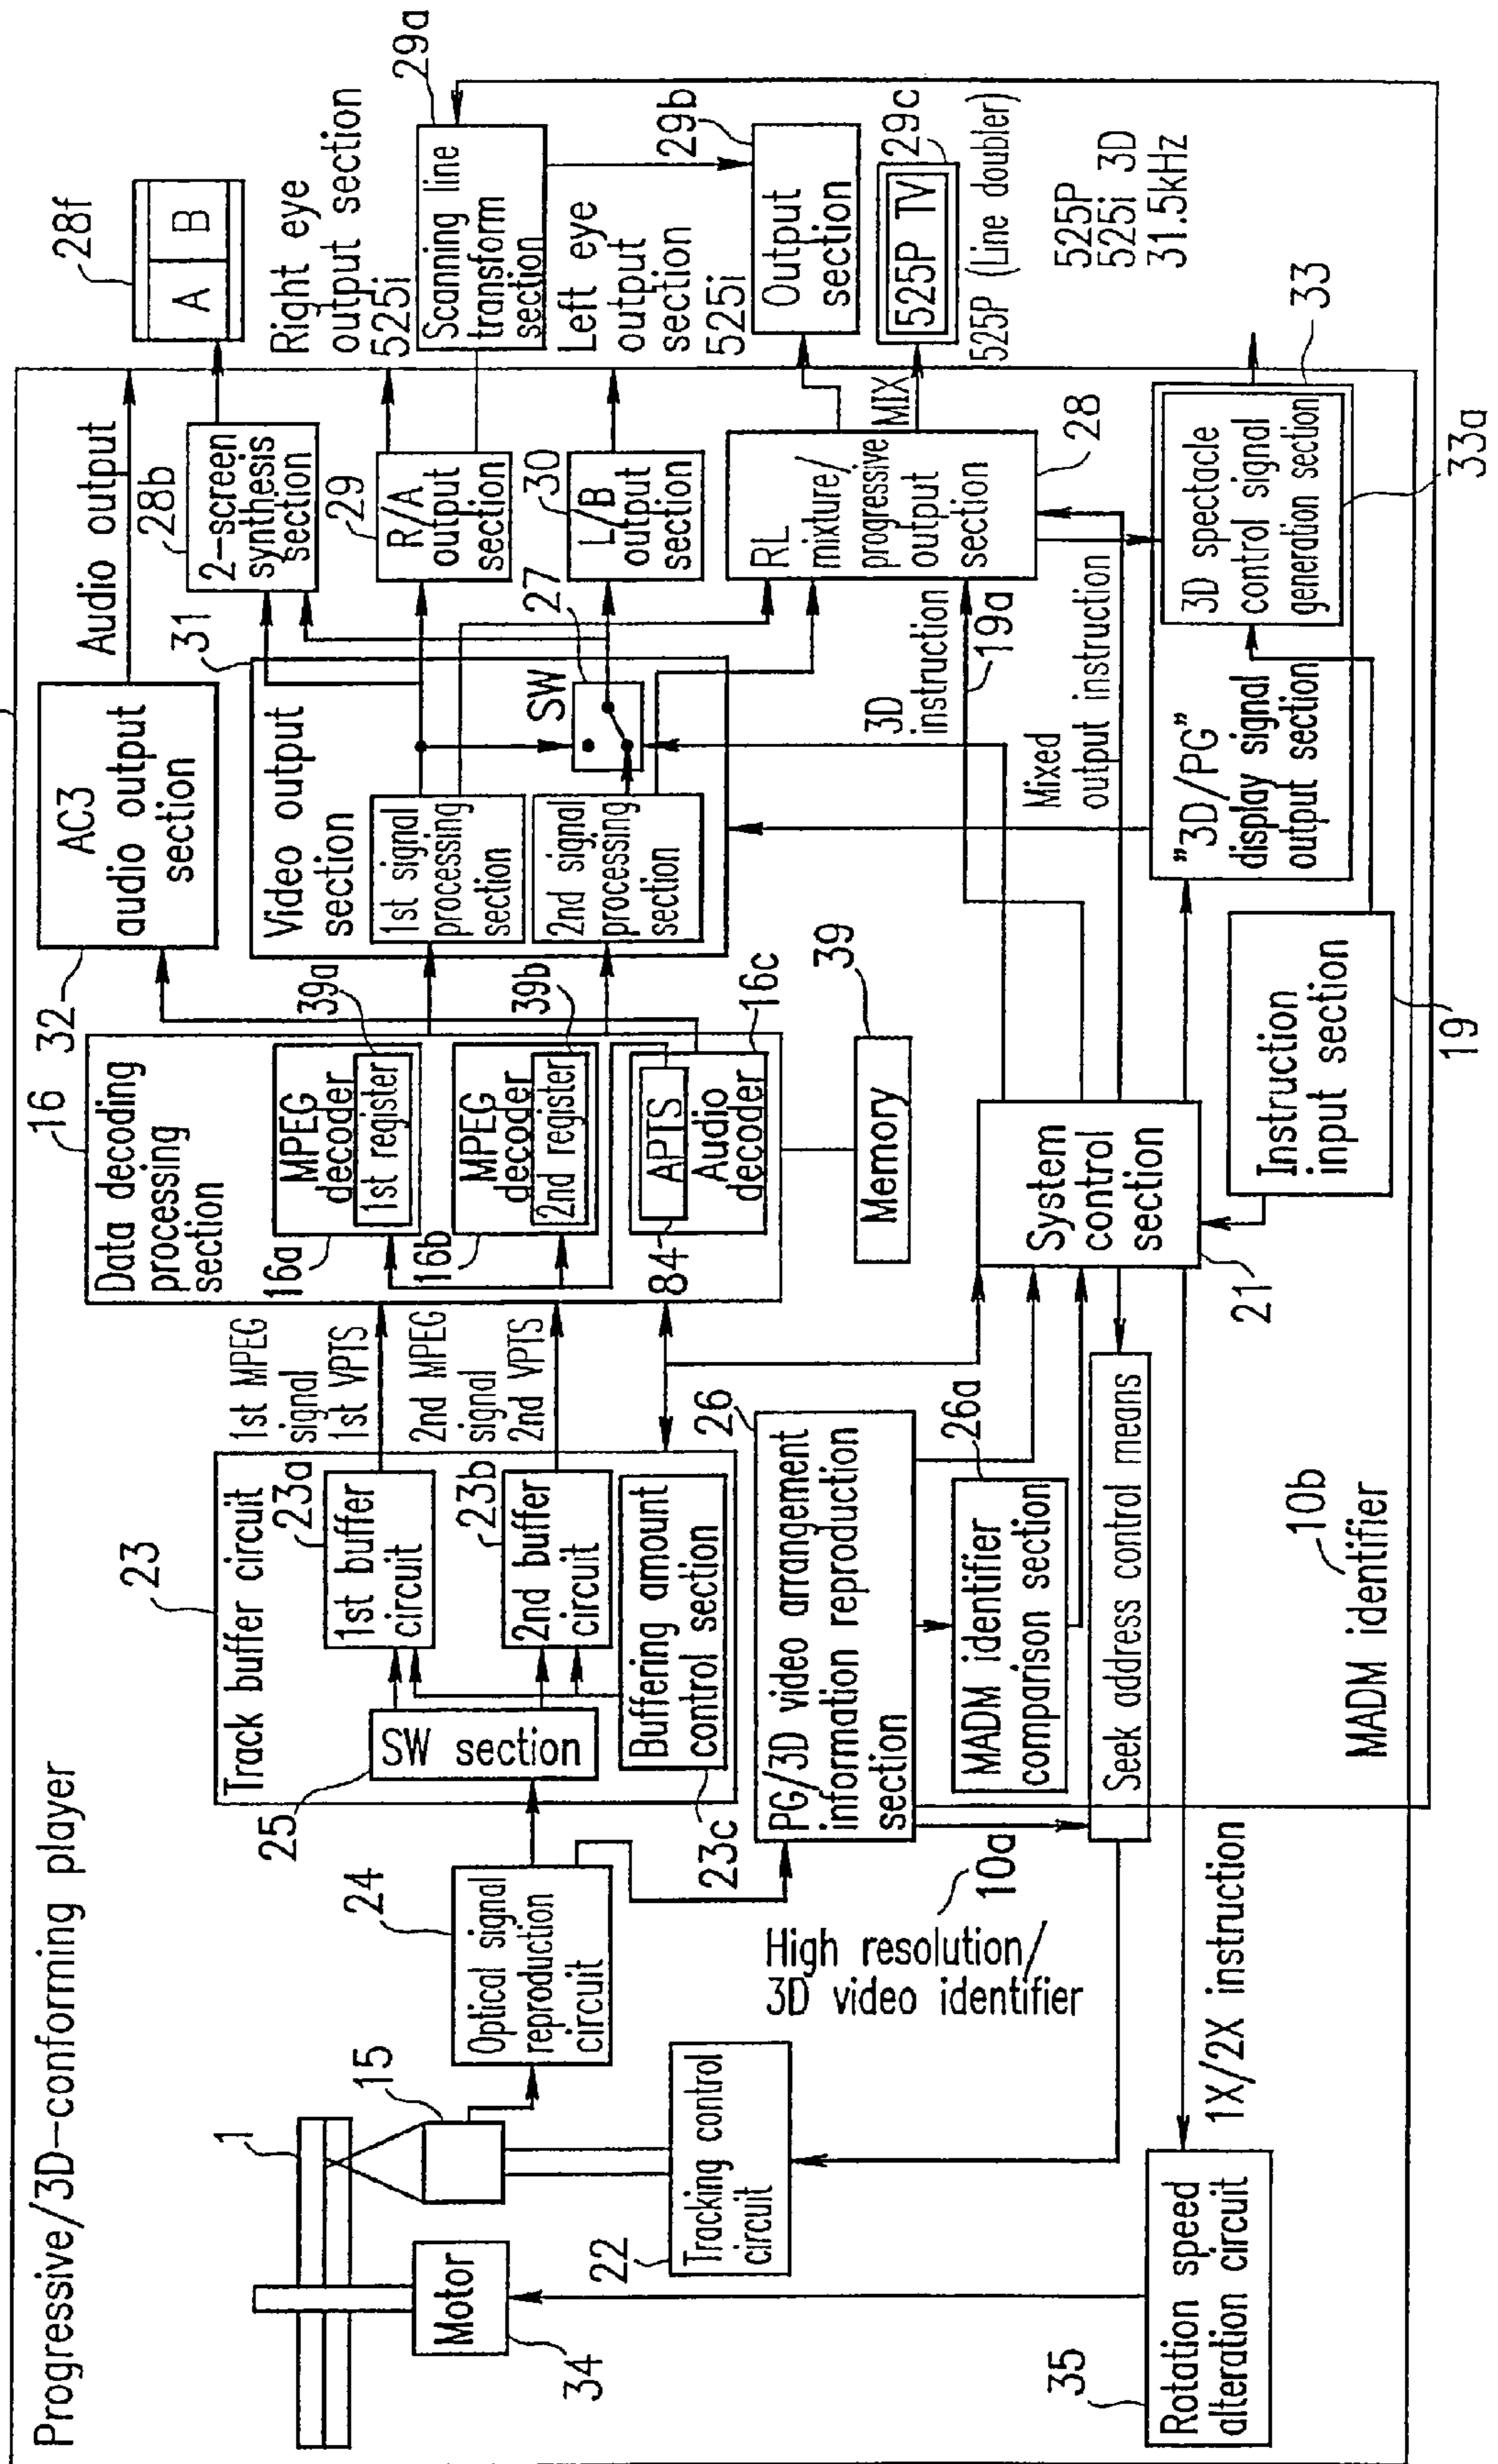 Progressive/3D-conforming player
1
15
Motor
34
22
Tracking control
circuit
35
Rotation speed
alteration circuit
1X/2X instruction
24
Optical signal
reproduction
circuit
High resolution/
3D video identifier
10a
23
Track buffer circuit
25
SW section
23a
1st buffer
circuit
23b
2nd buffer
circuit
Buffering amount
control section
23c
1st MPEG
signal
1st VPTS
2nd MPEG
signal
2nd VPTS
26
PG/3D video arrangement
information reproduction
section
26a
MADM identifier
comparison section
Seek address control means
10b
MADM identifier
16
Data decoding
processing
section
16a
MPEG
decoder
39a
1st register
16b
MPEG
decoder
39b
2nd register
84
APTS
Audio
decoder
16c
39
Memory
System
control
section
21
Instruction
input section
19
32
AC3
audio output
section
Audio output
31
Video output
section
1st signal
processing
section
2nd signal
processing
section
SW
27
3D
instruction
19a
Mixed
output instruction
"3D/PG"
display signal
output section
3D spectacle
control signal
generation section
33
33a
28b
2-screen
synthesis
section
28f
A
B
29
R/A
output
section
30
L/B
output
section
RL
mixture/
progressive
output
section
28
MIX
Right eye
output section
525i
29a
Scanning line
transform
section
Left eye
output
section
525i
29b
Output
section
29c
525P TV
525P (Line doubler)
525P
525i 3D
31.5kHz